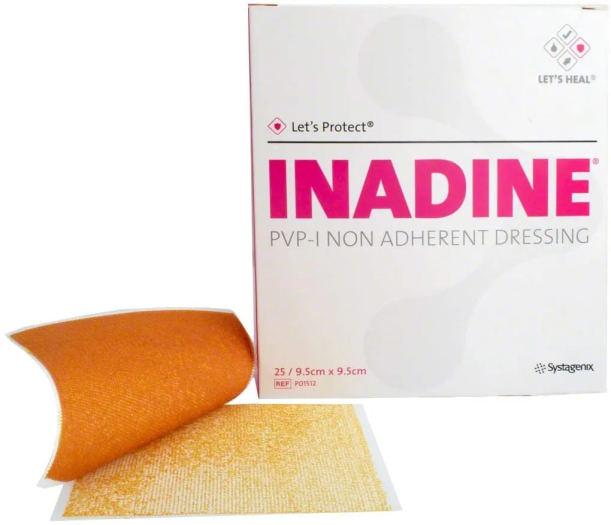 LET'S HEAL®
Let's Protect®
INADINE®
PVP-I NON ADHERENT DRESSING
25 / 9.5cm x 9.5cm
REF P01512
Systagenix